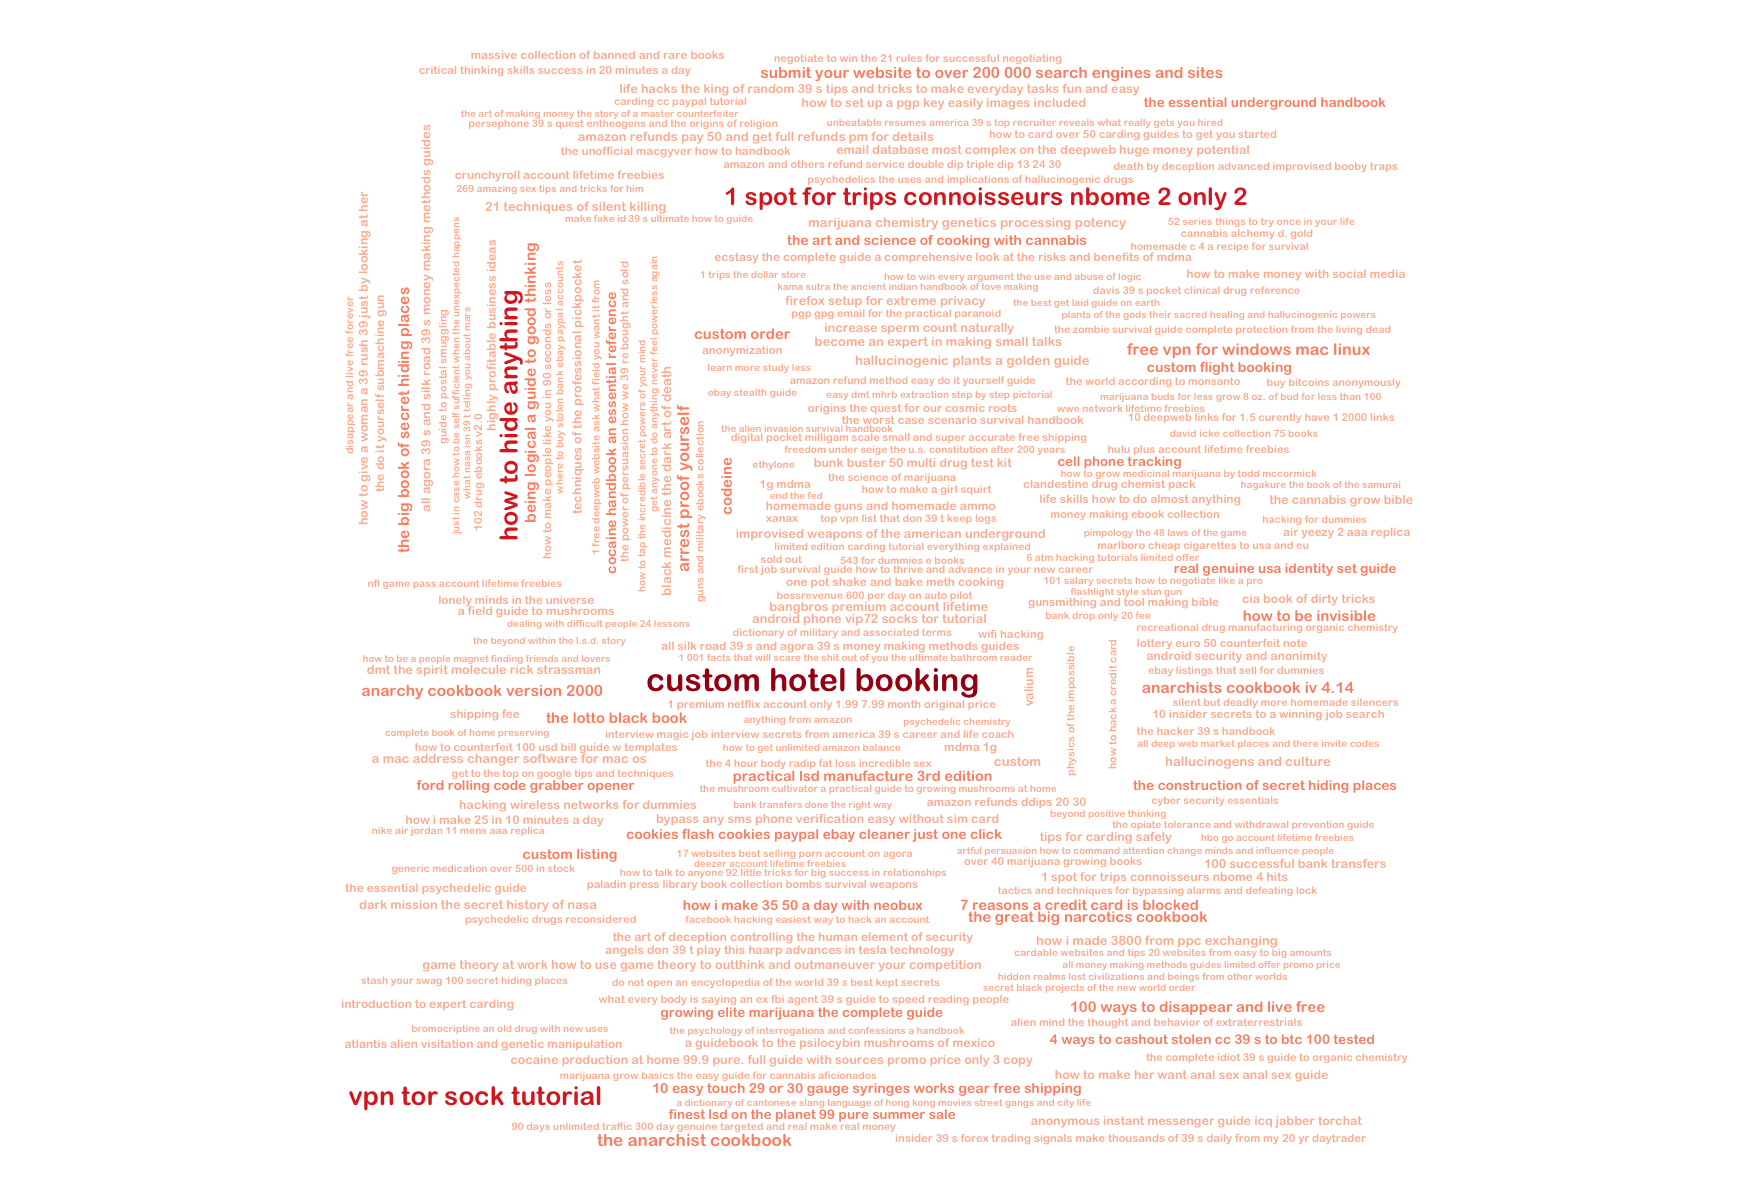 massive collection of banned and rare books
negotiate to win the 21 rules for successful negotiating
critical thinking skills success in 20 minutes a day
submit your website to over 200 000 search engines and sites
life hacks the king of random 39 s tips and tricks to make everyday tasks fun and easy
carding cc paypal tutorial
how to set up a pgp key easily images included
the essential underground handbook
the art of making money the story of a master counterfeiter
persephone 39 s quest entheogens and the origins of religion
unbeatable resumes america 39 s top recruiter reveals what really gets you hired
amazon refunds pay 50 and get full refunds pm for details
how to card over 50 carding guides to get you started
the unofficial macgyver how to handbook
email database most complex on the deepweb huge money potential
amazon and others refund service double dip triple dip 13 24 30
death by deception advanced improvised booby traps
crunchyroll account lifetime freebies
psychedelics the uses and implications of hallucinogenic drugs
269 amazing sex tips and tricks for him
1 spot for trips connoisseurs nbome 2 only 2
21 techniques of silent killing
make fake id 39 s ultimate how to guide
marijuana chemistry genetics processing potency
52 series things to try once in your life
cannabis alchemy d. gold
the art and science of cooking with cannabis
homemade c 4 a recipe for survival
ecstasy the complete guide a comprehensive look at the risks and benefits of mdma
1 trips the dollar store
how to win every argument the use and abuse of logic
how to make money with social media
kama sutra the ancient indian handbook of love making
davis 39 s pocket clinical drug reference
firefox setup for extreme privacy
the best get laid guide on earth
pgp gpg email for the practical paranoid
plants of the gods their sacred healing and hallucinogenic powers
custom order
increase sperm count naturally
the zombie survival guide complete protection from the living dead
become an expert in making small talks
anonymization
free vpn for windows mac linux
hallucinogenic plants a golden guide
learn more study less
custom flight booking
amazon refund method easy do it yourself guide
the world according to monsanto
buy bitcoins anonymously
ebay stealth guide
easy dmt mhrb extraction step by step pictorial
marijuana buds for less grow 8 oz. of bud for less than 100
origins the quest for our cosmic roots
wwe network lifetime freebies
the worst case scenario survival handbook
10 deepweb links for 1.5 curently have 1 2000 links
the alien invasion survival handbook
digital pocket milligam scale small and super accurate free shipping
david icke collection 75 books
freedom under seige the u.s. constitution after 200 years
hulu plus account lifetime freebies
ethylone
bunk buster 50 multi drug test kit
cell phone tracking
the science of marijuana
how to grow medicinal marijuana by todd mccormick
1g mdma
how to make a girl squirt
clandestine drug chemist pack
hagakure the book of the samurai
end the fed
life skills how to do almost anything
the cannabis grow bible
homemade guns and homemade ammo
xanax
top vpn list that don 39 t keep logs
money making ebook collection
hacking for dummies
improvised weapons of the american underground
pimpology the 48 laws of the game
air yeezy 2 aaa replica
limited edition carding tutorial everything explained
marlboro cheap cigarettes to usa and eu
sold out
543 for dummies e books
6 atm hacking tutorials limited offer
first job survival guide how to thrive and advance in your new career
real genuine usa identity set guide
one pot shake and bake meth cooking
101 salary secrets how to negotiate like a pro
bossrevenue 600 per day on auto pilot
flashlight style stun gun
bangbros premium account lifetime
gunsmithing and tool making bible
cia book of dirty tricks
android phone vip72 socks tor tutorial
bank drop only 20 fee
how to be invisible
dictionary of military and associated terms
wifi hacking
recreational drug manufacturing organic chemistry
all silk road 39 s and agora 39 s money making methods guides
lottery euro 50 counterfeit note
1 001 facts that will scare the shit out of you the ultimate bathroom reader
android security and anonimity
disappear and live free forever
how to give a woman a 39 rush 39 just by looking at her
the do it yourself submachine gun
the big book of secret hiding places
all agora 39 s and silk road 39 s money making methods guides
guide to postal smuggling
just in case how to be self sufficient when the unexpected happens
what nasa isn 39 t telling you about mars
102 drug ebooks v2.0
highly profitable business ideas
how to hide anything
being logical a guide to good thinking
how to make people like you in 90 seconds or less
where to buy stolen bank ebay paypal accounts
techniques of the professional pickpocket
1 free deepweb website ask what field you want it from
cocaine handbook an essential reference
the power of persuasion how we 39 re bought and sold
how to tap the incredible secret powers of your mind
get anyone to do anything never feel powerless again
black medicine the dark art of death
arrest proof yourself
guns and military ebooks collection
codeine
nfl game pass account lifetime freebies
lonely minds in the universe
a field guide to mushrooms
dealing with difficult people 24 lessons
the beyond within the l.s.d. story
how to be a people magnet finding friends and lovers
dmt the spirit molecule rick strassman
custom hotel booking
valium
physics of the impossible
how to hack a credit card
ebay listings that sell for dummies
anarchy cookbook version 2000
anarchists cookbook iv 4.14
1 premium netflix account only 1.99 7.99 month original price
silent but deadly more homemade silencers
shipping fee
the lotto black book
anything from amazon
psychedelic chemistry
10 insider secrets to a winning job search
complete book of home preserving
interview magic job interview secrets from america 39 s career and life coach
the hacker 39 s handbook
how to counterfeit 100 usd bill guide w templates
how to get unlimited amazon balance
mdma 1g
all deep web market places and there invite codes
a mac address changer software for mac os
the 4 hour body radip fat loss incredible sex
custom
hallucinogens and culture
get to the top on google tips and techniques
practical lsd manufacture 3rd edition
ford rolling code grabber opener
the mushroom cultivator a practical guide to growing mushrooms at home
the construction of secret hiding places
hacking wireless networks for dummies
bank transfers done the right way
amazon refunds ddips 20 30
cyber security essentials
how i make 25 in 10 minutes a day
bypass any sms phone verification easy without sim card
beyond positive thinking
nike air jordan 11 mens aaa replica
the opiate tolerance and withdrawal prevention guide
cookies flash cookies paypal ebay cleaner just one click
tips for carding safely
hbo go account lifetime freebies
custom listing
17 websites best selling porn account on agora
artful persuasion how to command attention change minds and influence people
generic medication over 500 in stock
deezer account lifetime freebies
over 40 marijuana growing books
100 successful bank transfers
how to talk to anyone 92 little tricks for big success in relationships
1 spot for trips connoisseurs nbome 4 hits
the essential psychedelic guide
paladin press library book collection bombs survival weapons
tactics and techniques for bypassing alarms and defeating lock
dark mission the secret history of nasa
how i make 35 50 a day with neobux
7 reasons a credit card is blocked
psychedelic drugs reconsidered
facebook hacking easiest way to hack an account
the great big narcotics cookbook
the art of deception controlling the human element of security
how i made 3800 from ppc exchanging
angels don 39 t play this haarp advances in tesla technology
cardable websites and tips 20 websites from easy to big amounts
game theory at work how to use game theory to outthink and outmaneuver your competition
all money making methods guides limited offer promo price
stash your swag 100 secret hiding places
do not open an encyclopedia of the world 39 s best kept secrets
hidden realms lost civilizations and beings from other worlds
secret black projects of the new world order
introduction to expert carding
what every body is saying an ex fbi agent 39 s guide to speed reading people
100 ways to disappear and live free
growing elite marijuana the complete guide
bromocriptine an old drug with new uses
the psychology of interrogations and confessions a handbook
alien mind the thought and behavior of extraterrestrials
atlantis alien visitation and genetic manipulation
a guidebook to the psilocybin mushrooms of mexico
4 ways to cashout stolen cc 39 s to btc 100 tested
cocaine production at home 99.9 pure. full guide with sources promo price only 3 copy
the complete idiot 39 s guide to organic chemistry
marijuana grow basics the easy guide for cannabis aficionados
how to make her want anal sex anal sex guide
vpn tor sock tutorial
10 easy touch 29 or 30 gauge syringes works gear free shipping
a dictionary of cantonese slang language of hong kong movies street gangs and city life
finest lsd on the planet 99 pure summer sale
anonymous instant messenger guide icq jabber torchat
90 days unlimited traffic 300 day genuine targeted and real make real money
the anarchist cookbook
insider 39 s forex trading signals make thousands of 39 s daily from my 20 yr daytrader